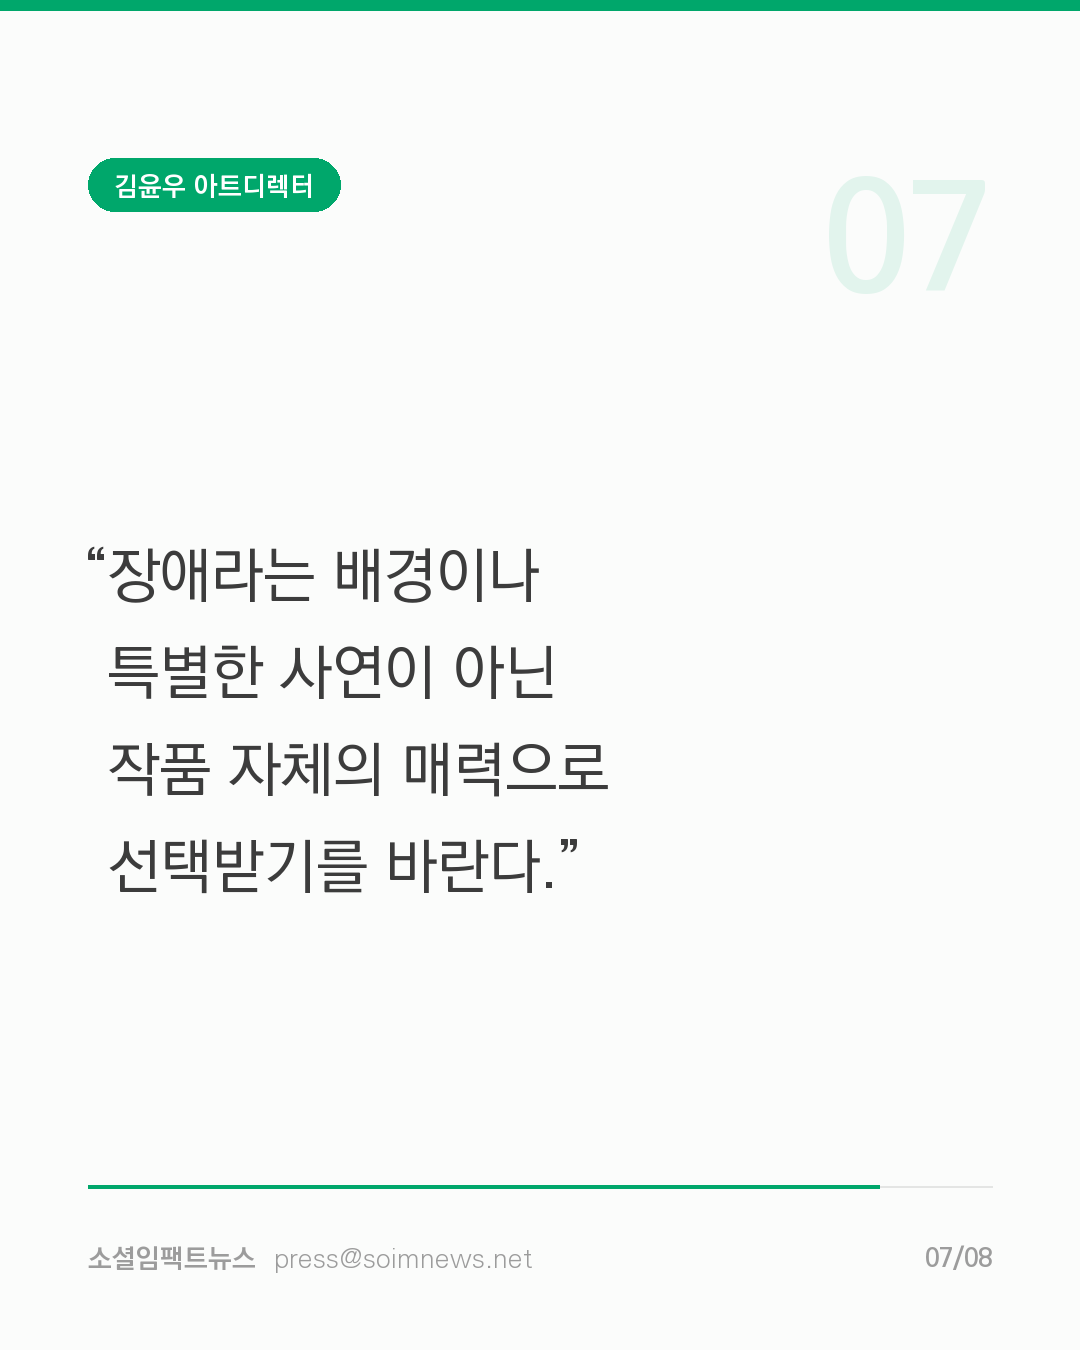 김윤우 아트디렉터
07
“장애라는 배경이나
특별한 사연이 아닌
작품 자체의 매력으로
선택받기를 바란다.”
소셜임팩트뉴스 press@soimnews.net
07/08